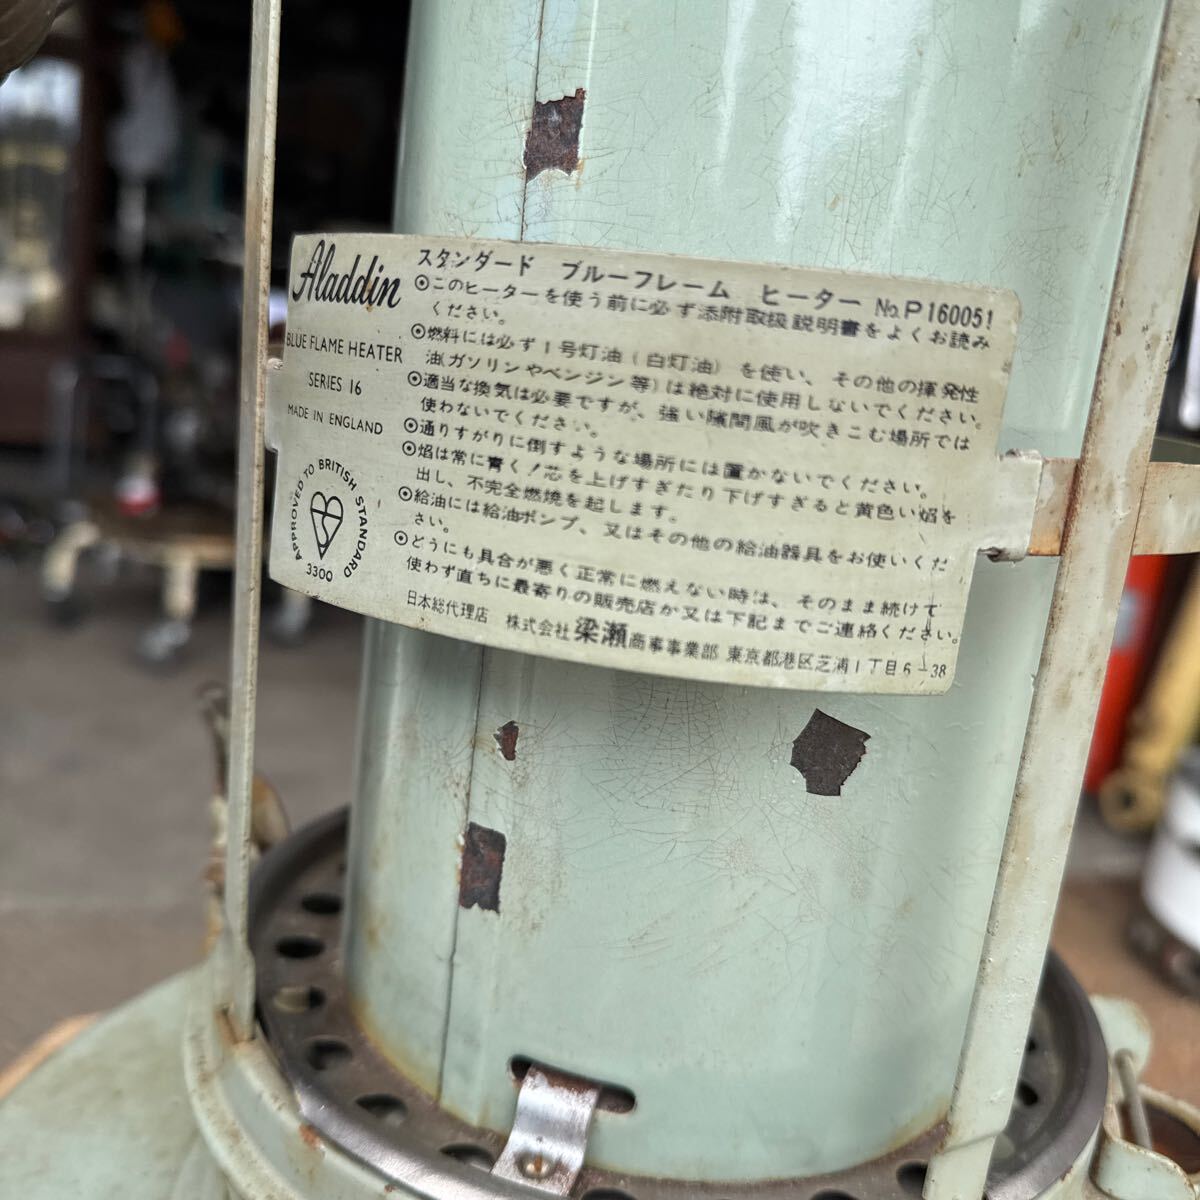 Aladdin
BLUE FLAME HEATER
SERIES 16
MADE IN ENGLAND
APPROVED TO BRITISH STANDARD
3300
スタンダード ブルーフレーム ヒーター No.P160051
⊙このヒーターを使う前に必ず添附取扱説明書をよくお読み
ください。
⊙燃料には必ず1号灯油(白灯油)を使い、その他の揮発性
油(ガソリンやベンジン等)は絶対に使用しないでください。
⊙適当な換気は必要ですが、強い隙間風が吹きこむ場所では
使わないでください。
⊙通りすがりに倒すような場所には置かないでください。
⊙焰は常に青く!芯を上げすぎたり下げすぎると黄色い焰を
出し、不完全燃焼を起します。
⊙給油には給油ポンプ、又はその他の給油器具をお使いくだ
さい。
⊙どうにも具合が悪く正常に燃えない時は、そのまま続けて
使わず直ちに最寄りの販売店か又は下記までご連絡ください。
日本総代理店 株式会社梁瀬商事事業部 東京都港区芝浦1丁目6-38